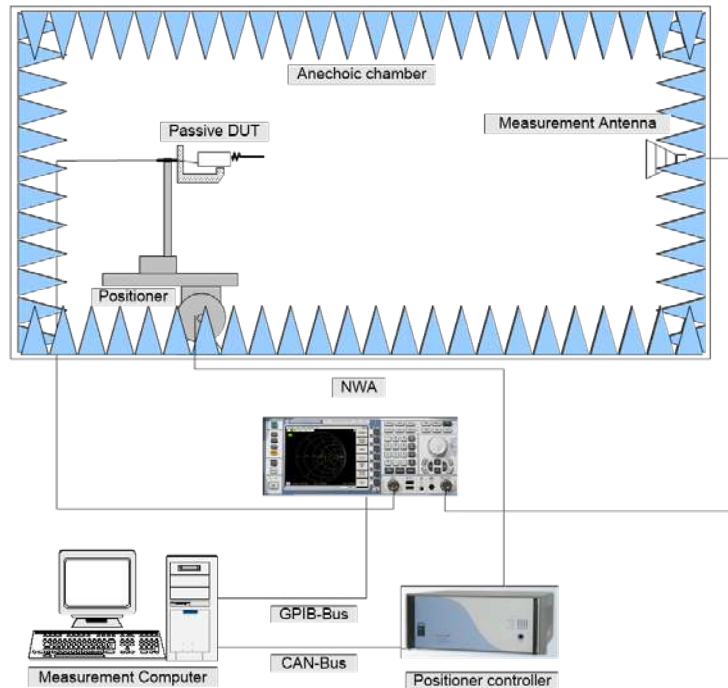 Anechoic chamber
Passive DUT
Measurement Antenna
Positioner
NWA
GPIB-Bus
CAN-Bus
Measurement Computer
Positioner controller